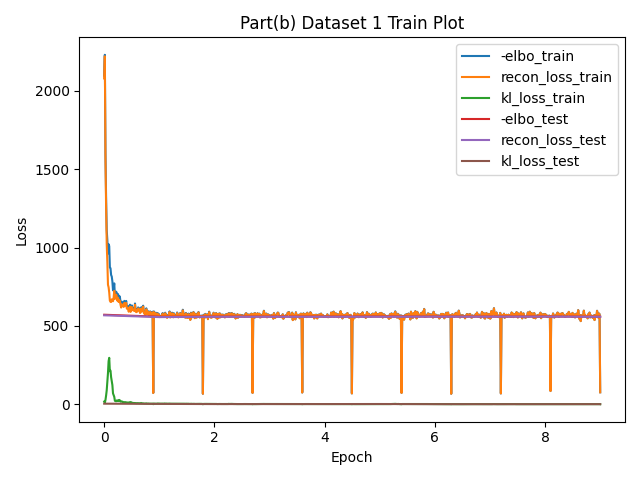 Part(b) Dataset 1 Train Plot
-elbo_train
recon_loss_train
kl_loss_train
-elbo_test
recon_loss_test
kl_loss_test
Loss
2000
1500
1000
500
0
0 2 4 6 8
Epoch